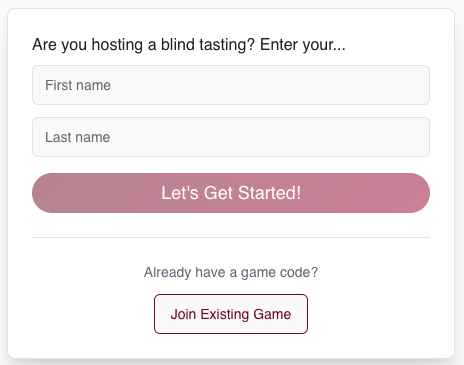 Are you hosting a blind tasting? Enter your...
First name
Last name
Let's Get Started!
Already have a game code?
Join Existing Game